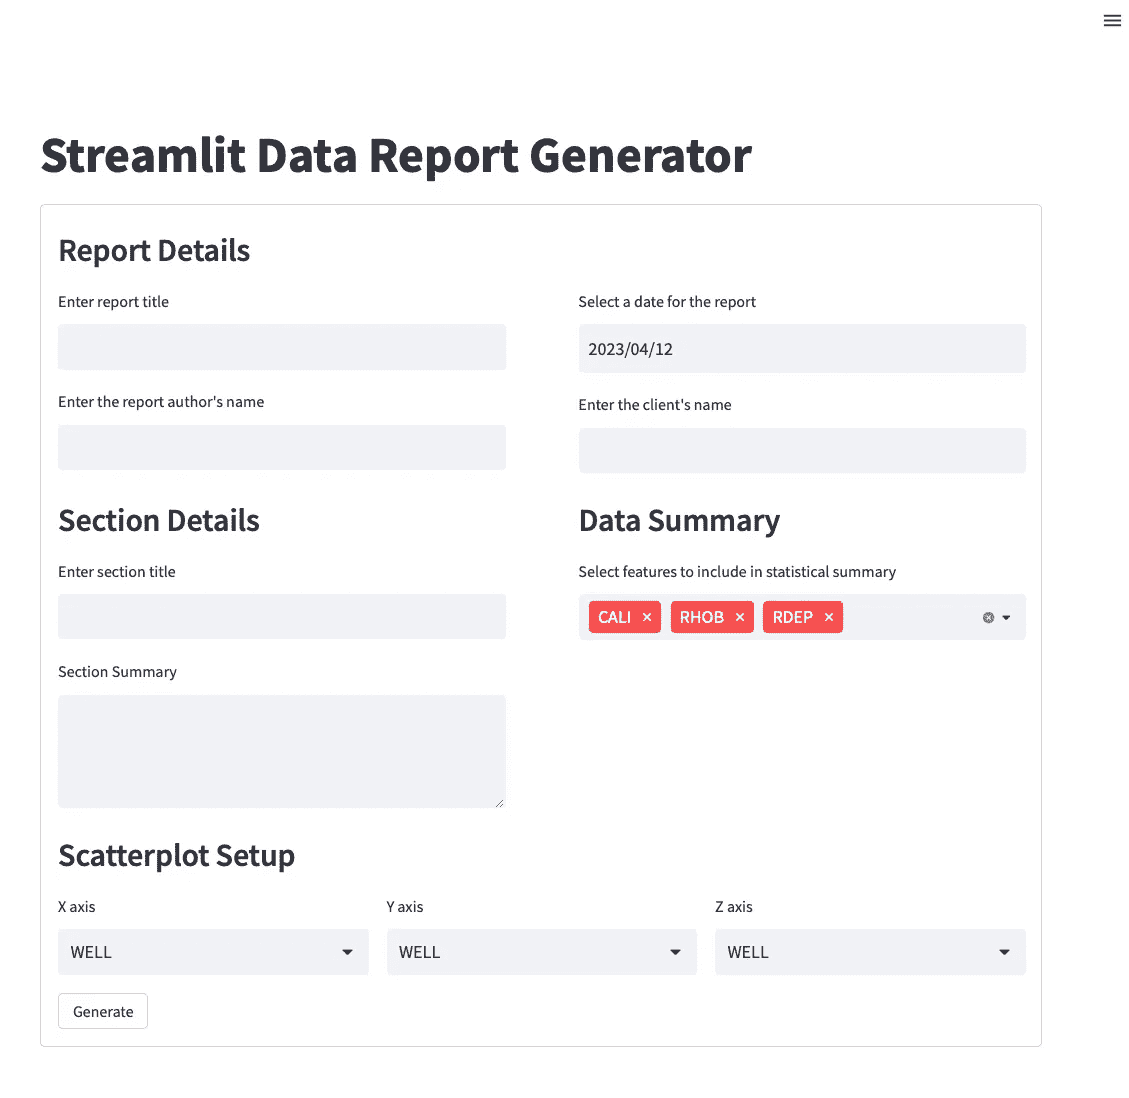 Streamlit Data Report Generator
Report Details
Enter report title
Select a date for the report
2023/04/12
Enter the report author's name
Enter the client's name
Section Details
Data Summary
Enter section title
Select features to include in statistical summary
CALI × RHOB × RDEP ×
Section Summary
Scatterplot Setup
X axis Y axis Z axis
WELL WELL WELL
Generate